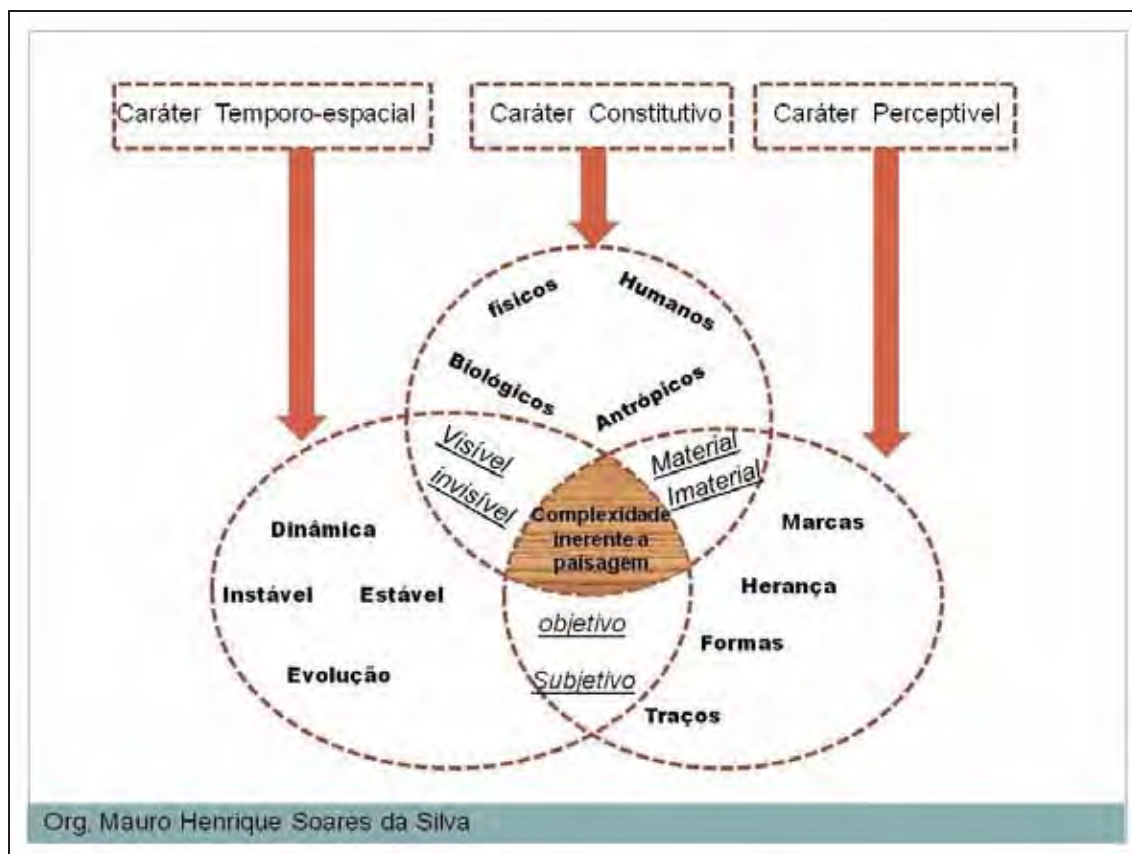 Caráter Temporo-espacial
Caráter Constitutivo
Caráter Perceptivel
físicos
Humanos
Biológicos
Antrópicos
Visível
invisível
Material
Imaterial
Complexidade
inerente a
paisagem
Dinâmica
Instável
Estável
Evolução
Marcas
Herança
Formas
Traços
objetivo
Subjetivo
Org. Mauro Henrique Soares da Silva